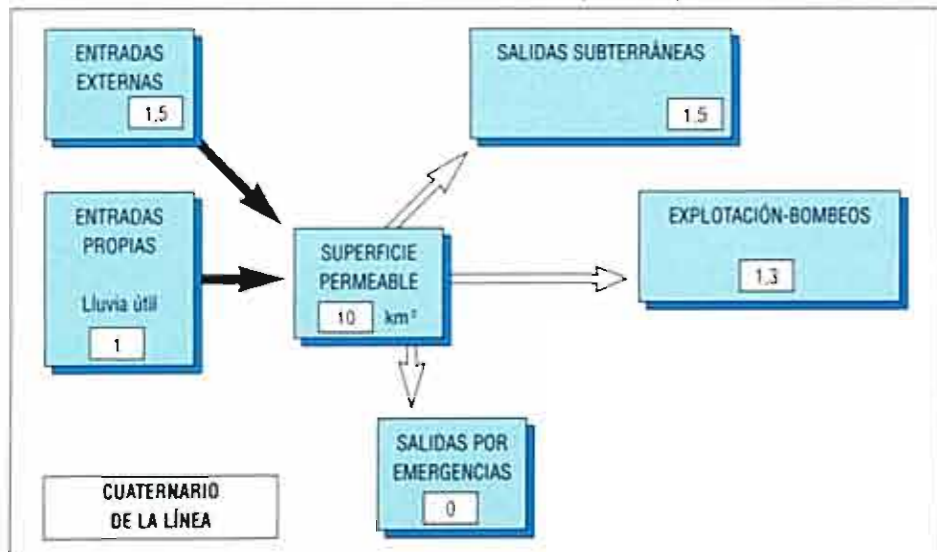 ENTRADAS
EXTERNAS
1,5
SALIDAS SUBTERRÁNEAS
1,5
ENTRADAS
PROPIAS
Lluvia útil
1
SUPERFICIE
PERMEABLE
10 km²
EXPLOTACIÓN-BOMBEOS
1,3
SALIDAS POR
EMERGENCIAS
0
CUATERNARIO
DE LA LÍNEA